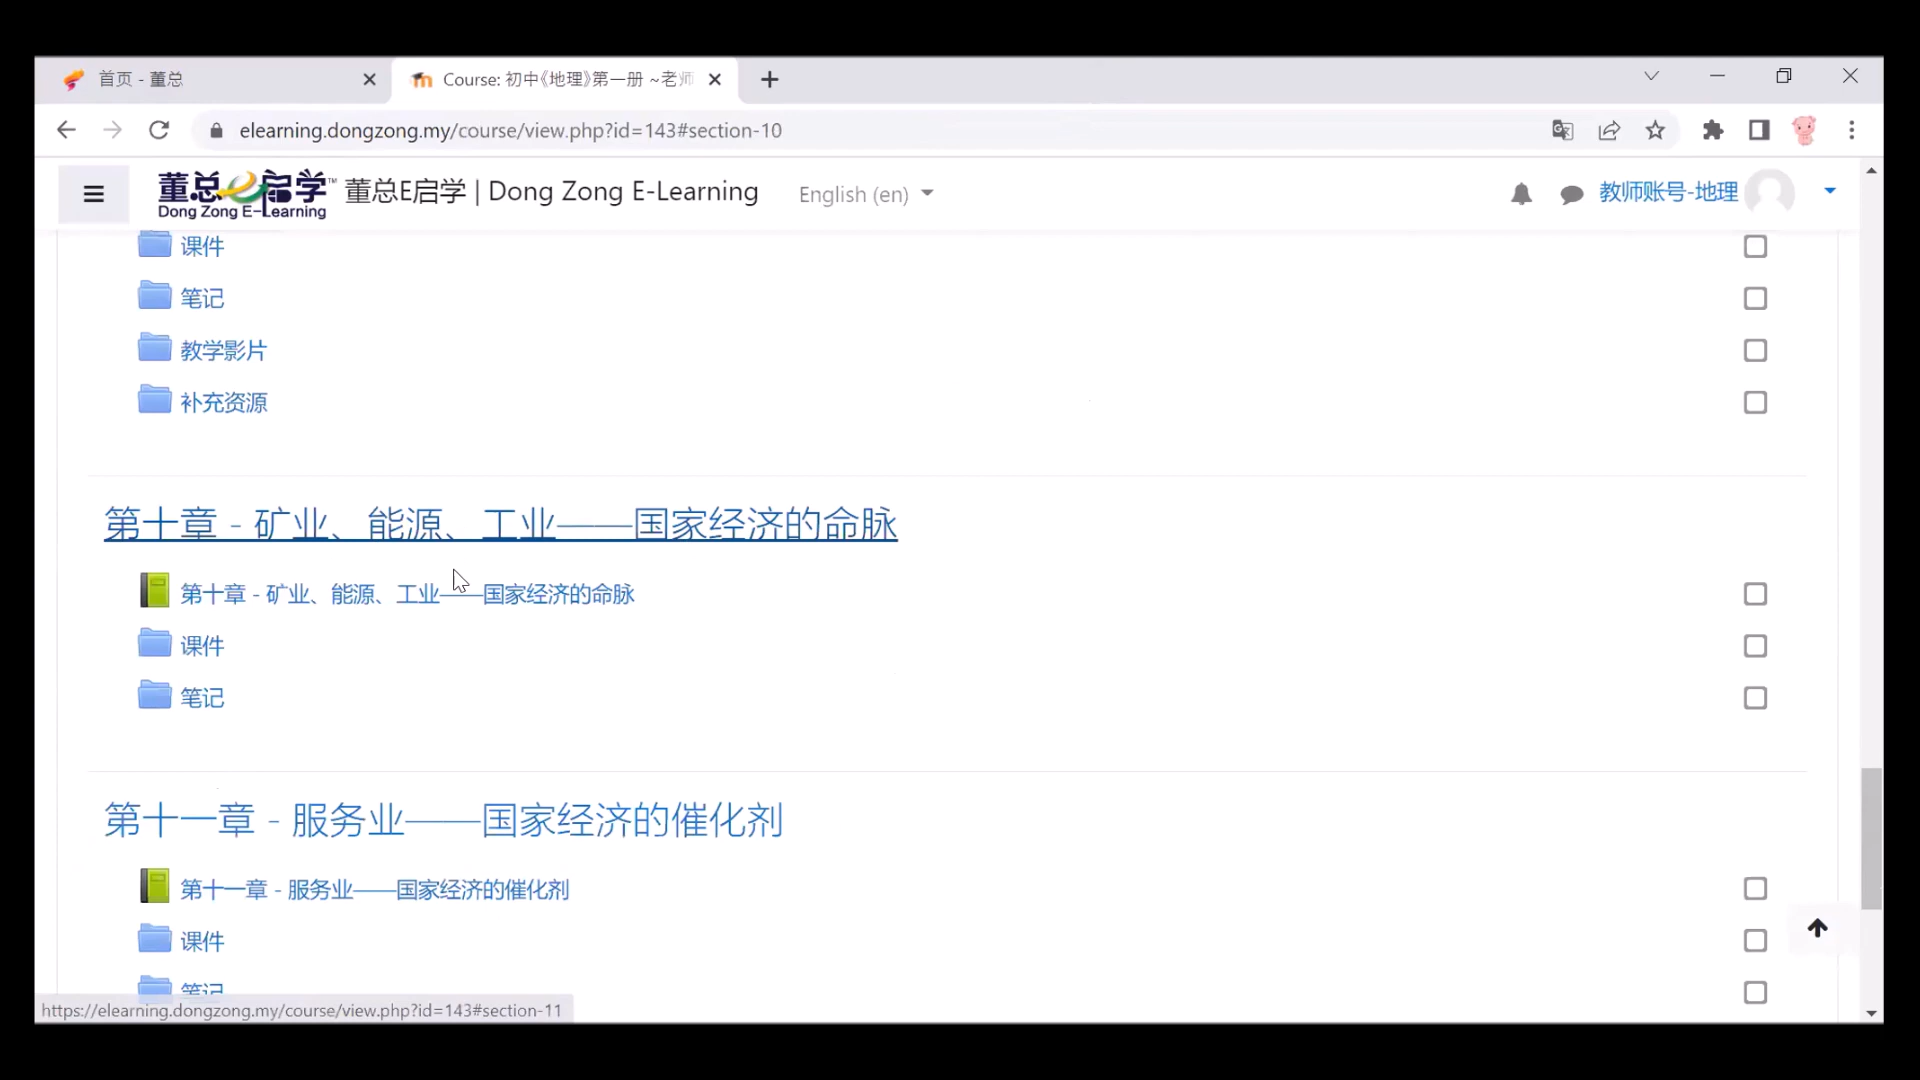 首页 - 董总
Course: 初中《地理》第一册 ~老师
elearning.dongzong.my/course/view.php?id=143#section-10
董总e启学™
Dong Zong E-Learning
董总E启学 | Dong Zong E-Learning
English (en)
教师账号-地理
课件
笔记
教学影片
补充资源
第十章 - 矿业、能源、工业——国家经济的命脉
第十章 - 矿业、能源、工业——国家经济的命脉
课件
笔记
第十一章 - 服务业——国家经济的催化剂
第十一章 - 服务业——国家经济的催化剂
课件
笔记
https://elearning.dongzong.my/course/view.php?id=143#section-11